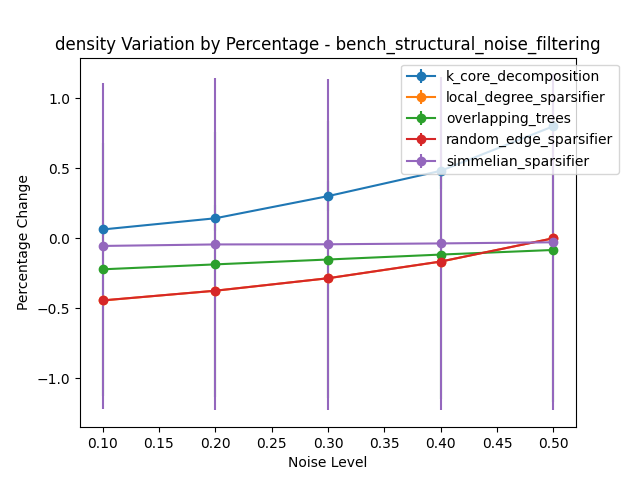 density Variation by Percentage - bench_structural_noise_filtering
k_core_decomposition
local_degree_sparsifier
overlapping_trees
random_edge_sparsifier
simmelian_sparsifier
Percentage Change
1.0
0.5
0.0
−0.5
−1.0
0.10 0.15 0.20 0.25 0.30 0.35 0.40 0.45 0.50
Noise Level